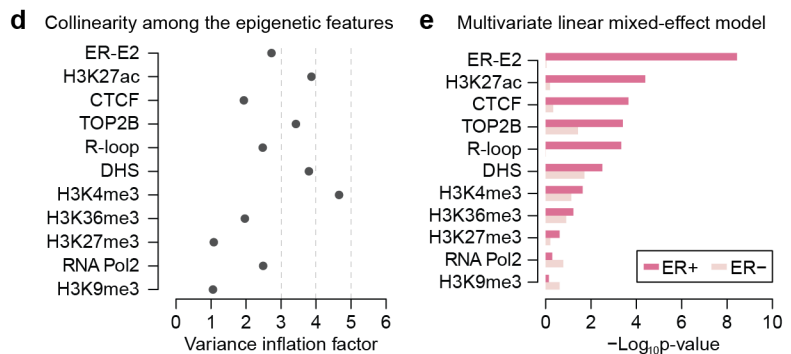 d Collinearity among the epigenetic features
ER-E2
H3K27ac
CTCF
TOP2B
R-loop
DHS
H3K4me3
H3K36me3
H3K27me3
RNA Pol2
H3K9me3
0 1 2 3 4 5 6
Variance inflation factor
e Multivariate linear mixed-effect model
ER-E2
H3K27ac
CTCF
TOP2B
R-loop
DHS
H3K4me3
H3K36me3
H3K27me3
RNA Pol2
H3K9me3
ER+ ER−
0 2 4 6 8 10
−Log₁₀p-value